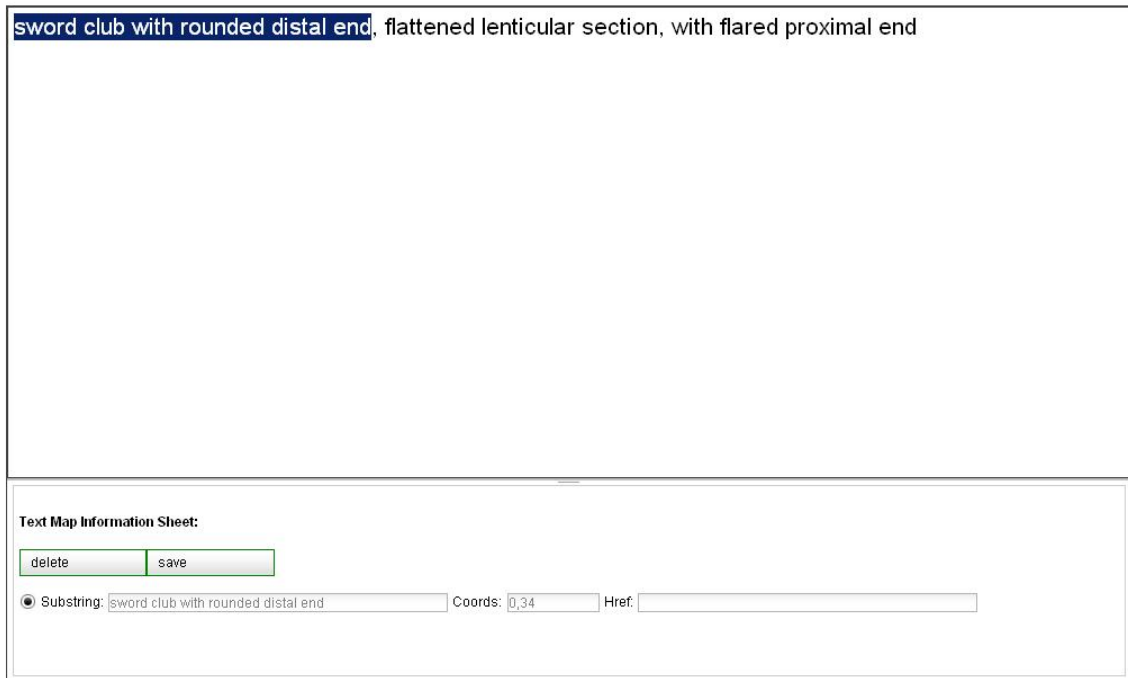 sword club with rounded distal end, flattened lenticular section, with flared proximal end
Text Map Information Sheet:
delete save
Substring: sword club with rounded distal end Coords: 0,34 Href: